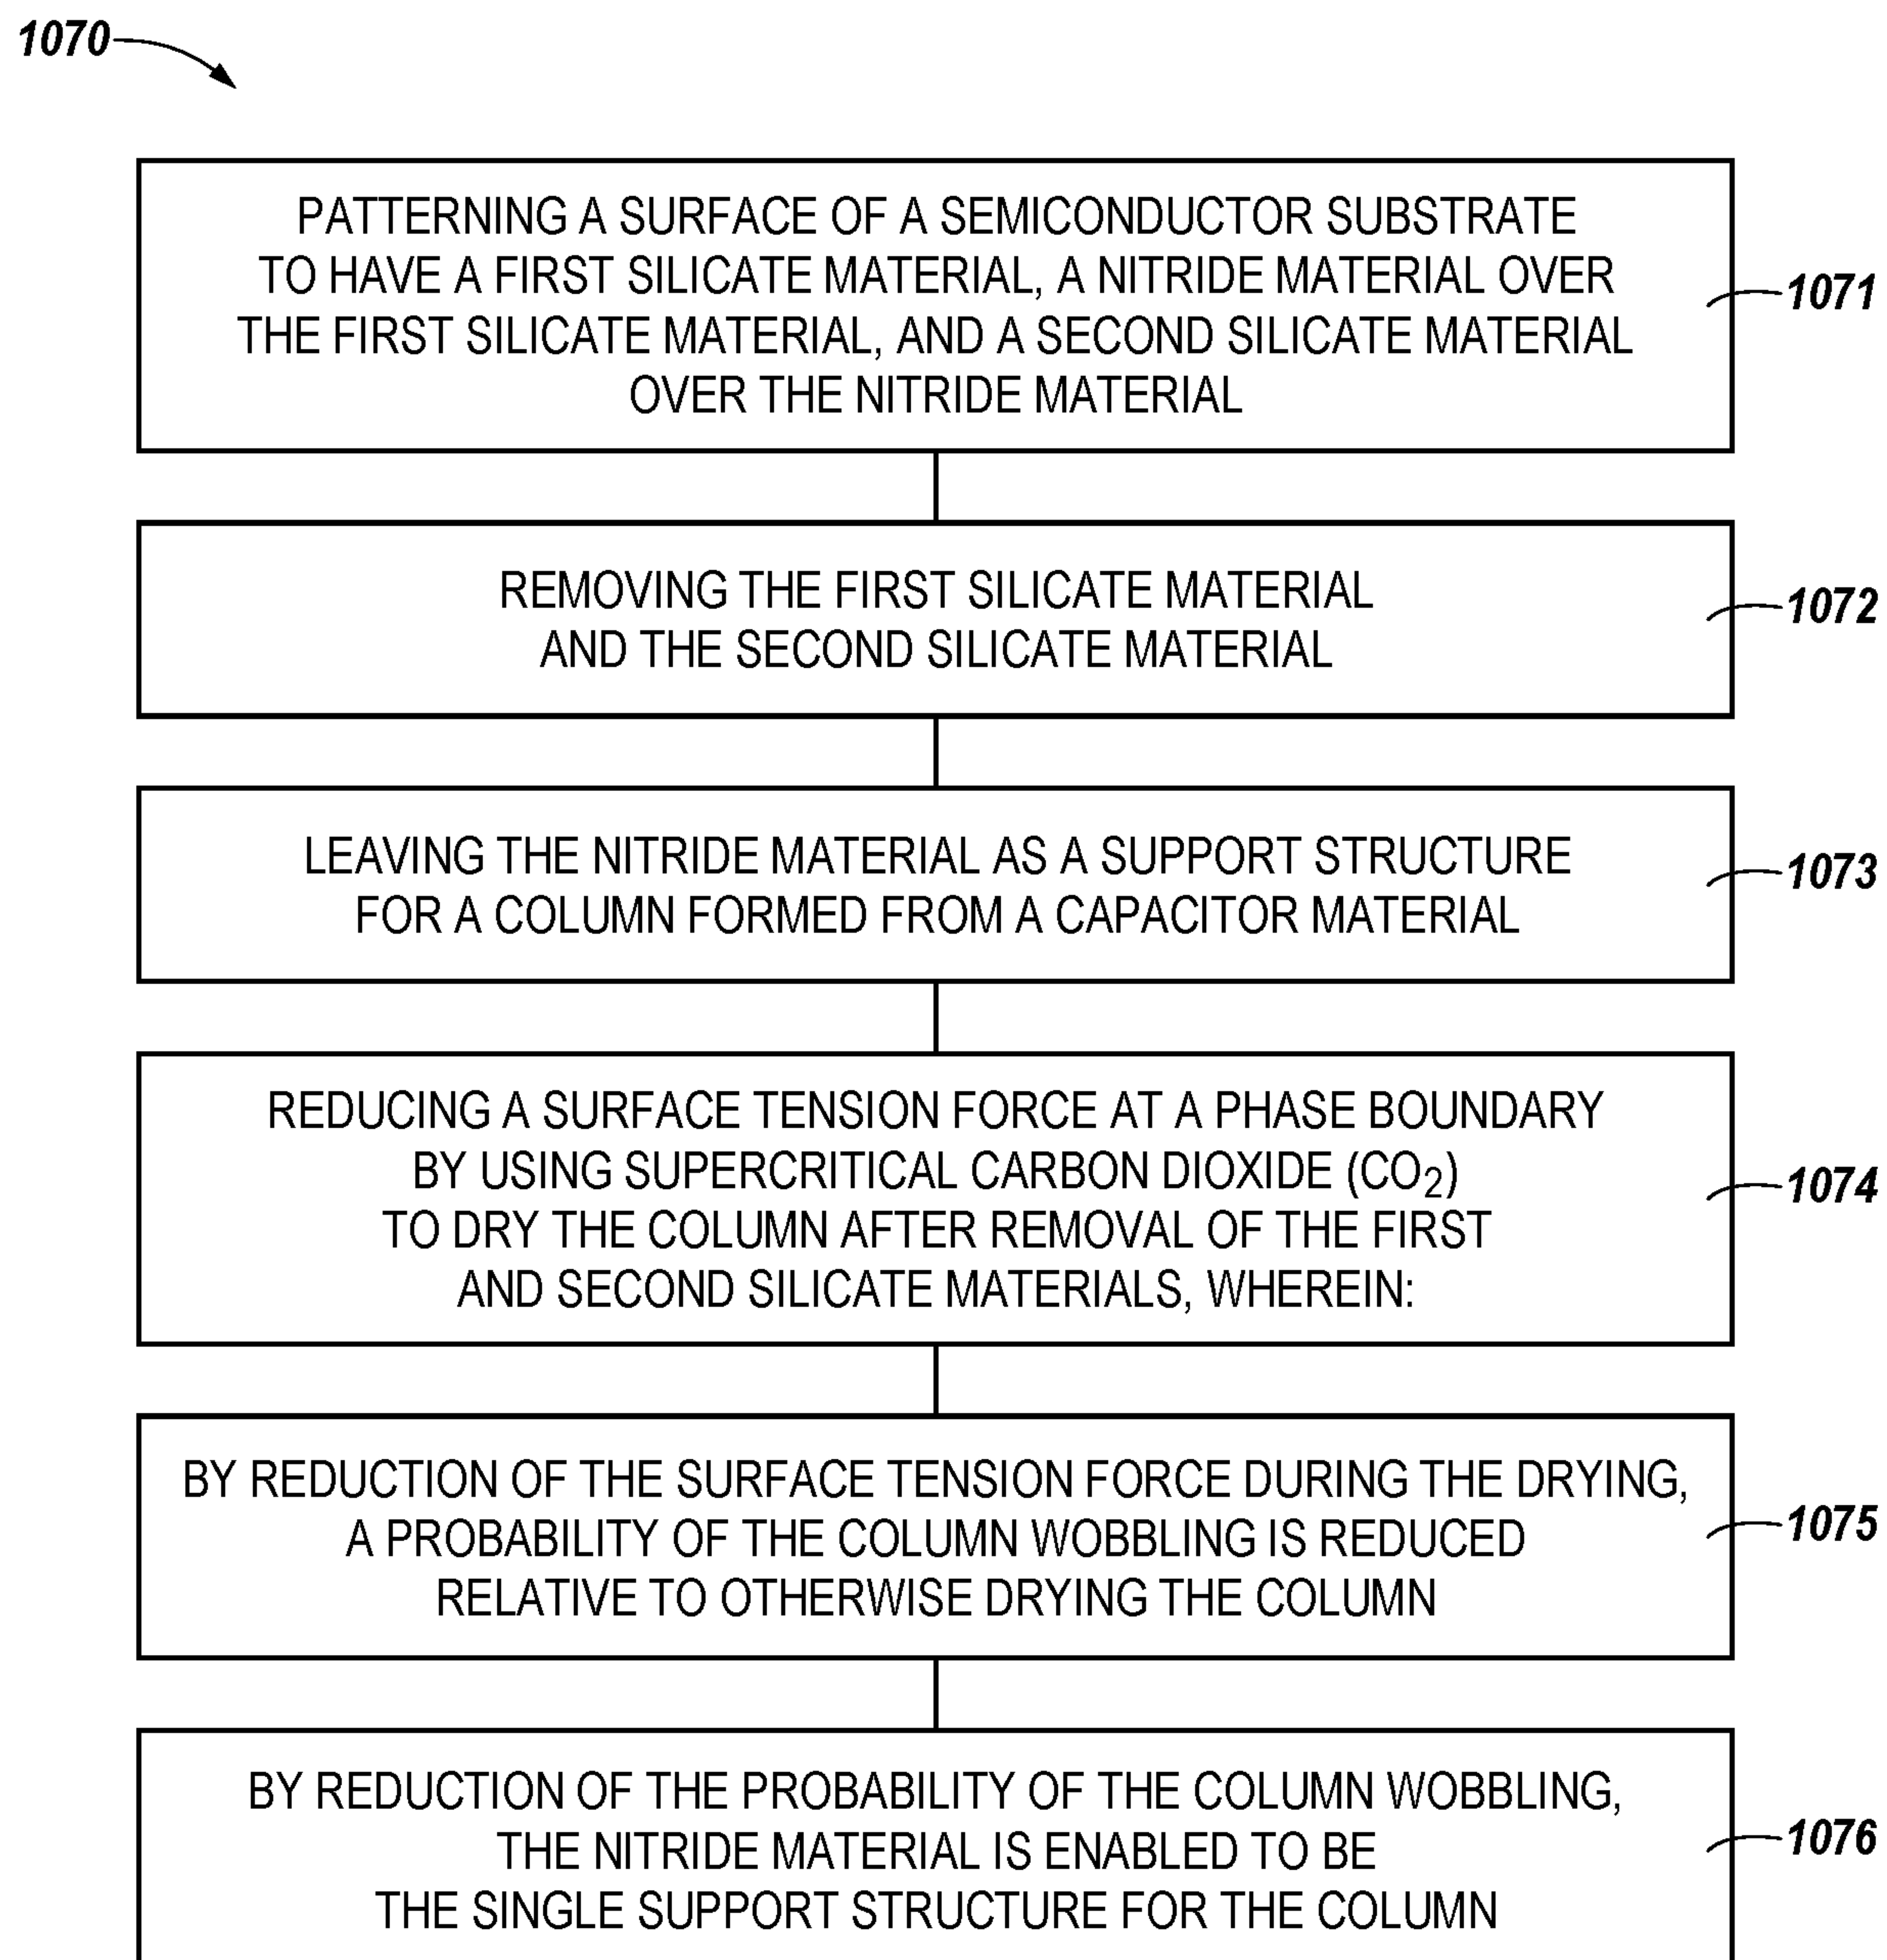 1070
PATTERNING A SURFACE OF A SEMICONDUCTOR SUBSTRATE
TO HAVE A FIRST SILICATE MATERIAL, A NITRIDE MATERIAL OVER
THE FIRST SILICATE MATERIAL, AND A SECOND SILICATE MATERIAL
OVER THE NITRIDE MATERIAL
1071
REMOVING THE FIRST SILICATE MATERIAL
AND THE SECOND SILICATE MATERIAL
1072
LEAVING THE NITRIDE MATERIAL AS A SUPPORT STRUCTURE
FOR A COLUMN FORMED FROM A CAPACITOR MATERIAL
1073
REDUCING A SURFACE TENSION FORCE AT A PHASE BOUNDARY
BY USING SUPERCRITICAL CARBON DIOXIDE (CO₂)
TO DRY THE COLUMN AFTER REMOVAL OF THE FIRST
AND SECOND SILICATE MATERIALS, WHEREIN:
1074
BY REDUCTION OF THE SURFACE TENSION FORCE DURING THE DRYING,
A PROBABILITY OF THE COLUMN WOBBLING IS REDUCED
RELATIVE TO OTHERWISE DRYING THE COLUMN
1075
BY REDUCTION OF THE PROBABILITY OF THE COLUMN WOBBLING,
THE NITRIDE MATERIAL IS ENABLED TO BE
THE SINGLE SUPPORT STRUCTURE FOR THE COLUMN
1076